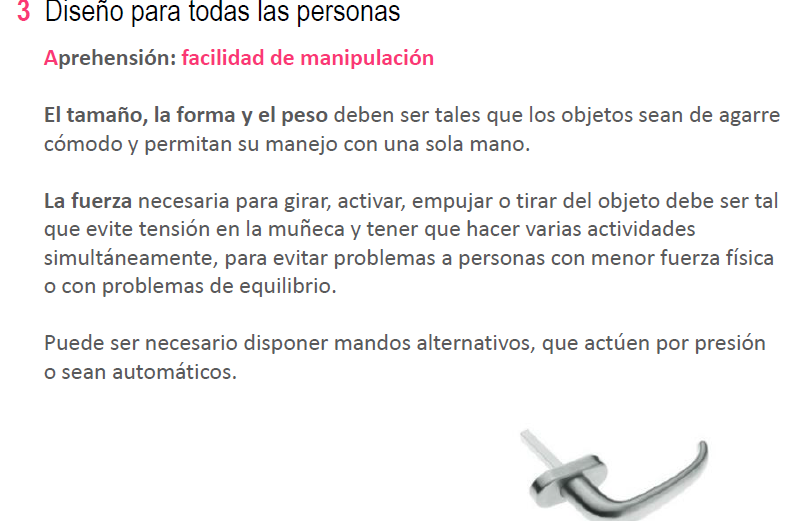 3 Diseño para todas las personas
Aprehensión: facilidad de manipulación
El tamaño, la forma y el peso deben ser tales que los objetos sean de agarre
cómodo y permitan su manejo con una sola mano.
La fuerza necesaria para girar, activar, empujar o tirar del objeto debe ser tal
que evite tensión en la muñeca y tener que hacer varias actividades
simultáneamente, para evitar problemas a personas con menor fuerza física
o con problemas de equilibrio.
Puede ser necesario disponer mandos alternativos, que actúen por presión
o sean automáticos.